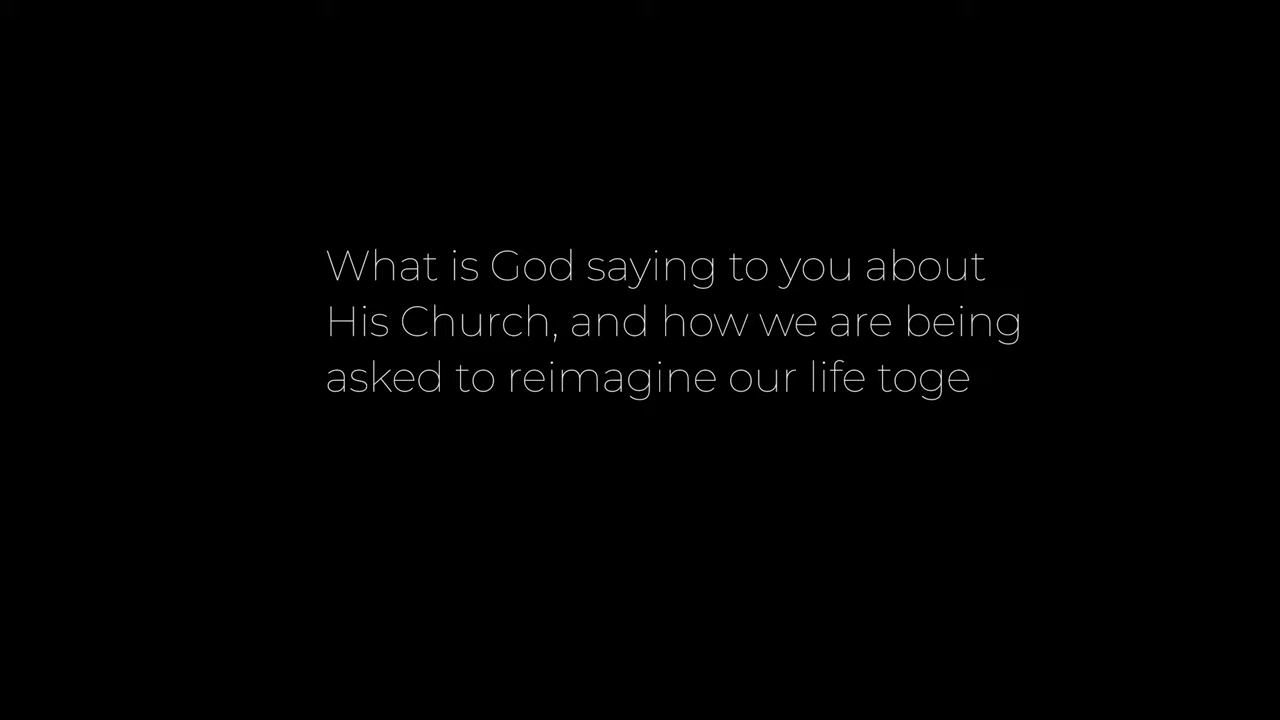 What is God saying to you about
His Church, and how we are being
asked to reimagine our life toge